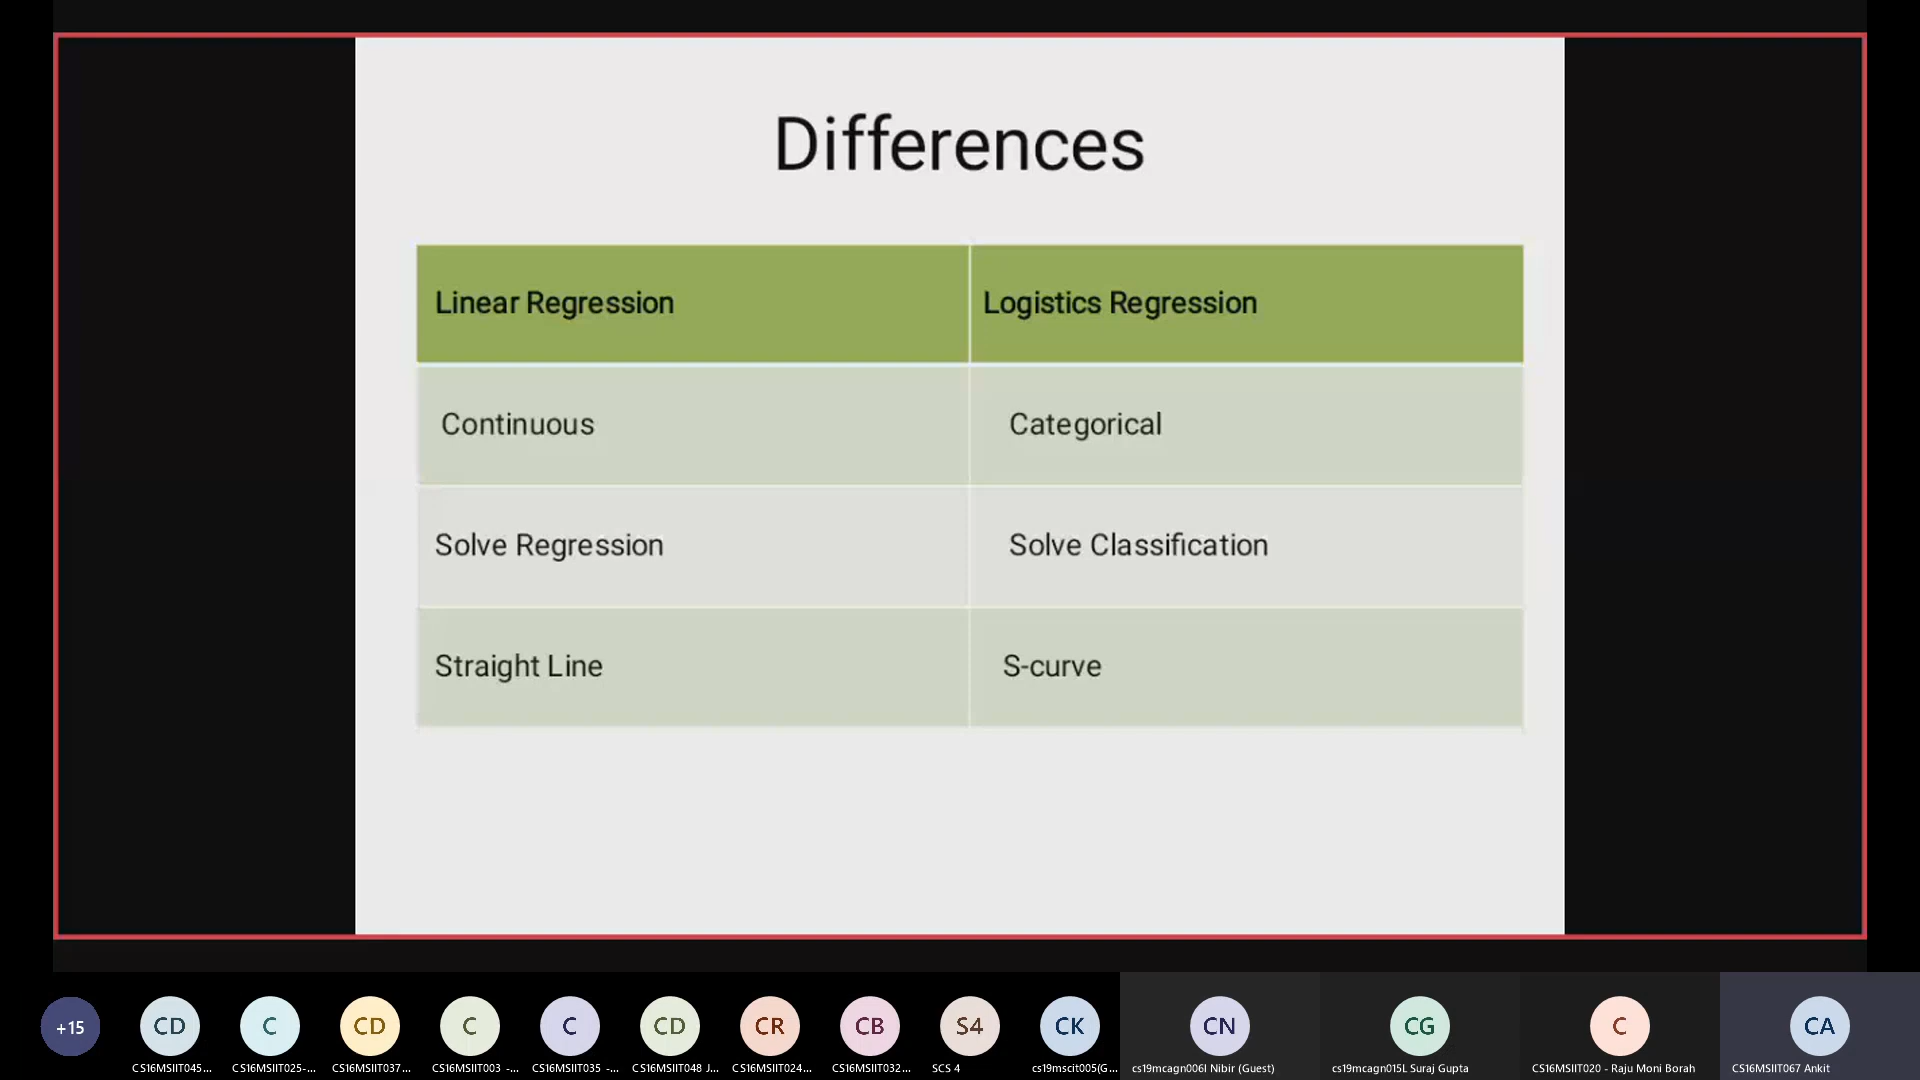 Differences
Linear Regression Logistics Regression
Continuous Categorical
Solve Regression Solve Classification
Straight Line S-curve
+15 CD C CD C C CD CR CB S4 CK CN CG C CA
CS16MSIIT045... CS16MSIIT025-... CS16MSIIT037... CS16MSIIT003 -... CS16MSIIT035 -... CS16MSIIT048 J... CS16MSIIT024... CS16MSIIT032... SCS 4 cs19mscit005(G... cs19mcagn006l Nibir (Guest) cs19mcagn015L Suraj Gupta CS16MSIIT020 - Raju Moni Borah CS16MSIIT067 Ankit